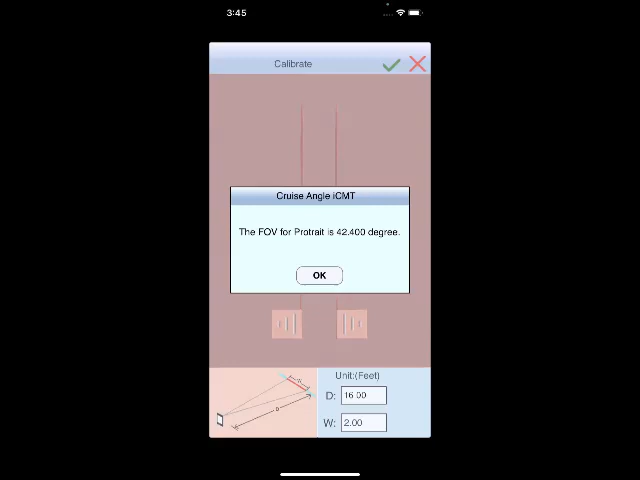 3:45
Calibrate
Cruise Angle iCMT
The FOV for Protrait is 42.400 degree.
OK
Unit:(Feet)
D: 16.00
W: 2.00
W
D